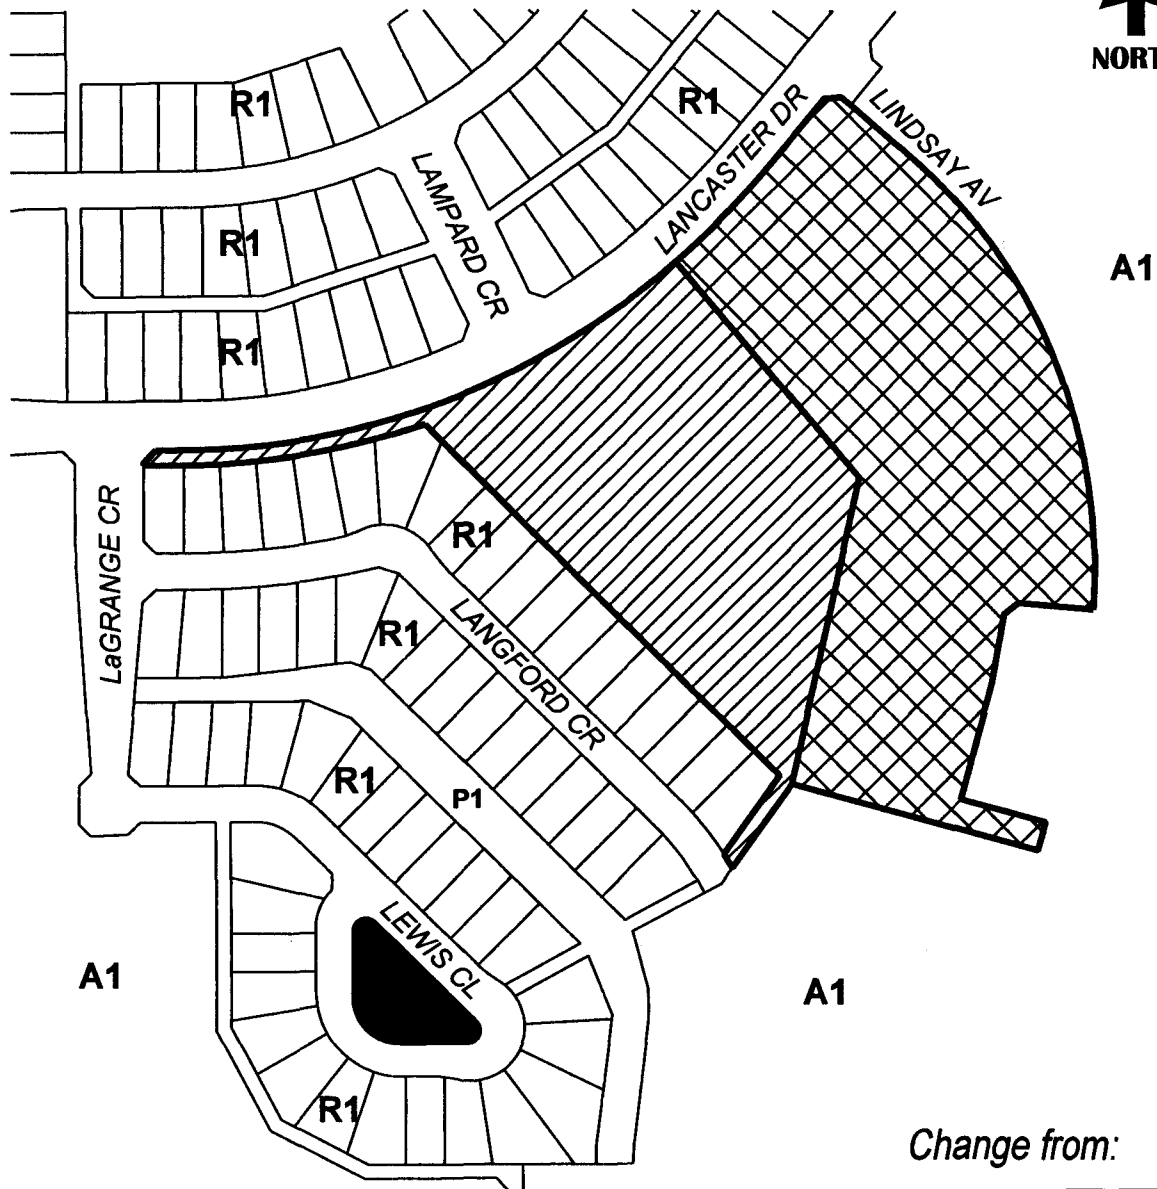 NORT
R1
R1
LINDSAY AV
LANCASTER DR
LAMPARD CR
R1
A1
R1
LaGRANGE CR
R1
LANGFORD CR
R1
R1
P1
LEWIS CL
A1
A1
R1
Change from: